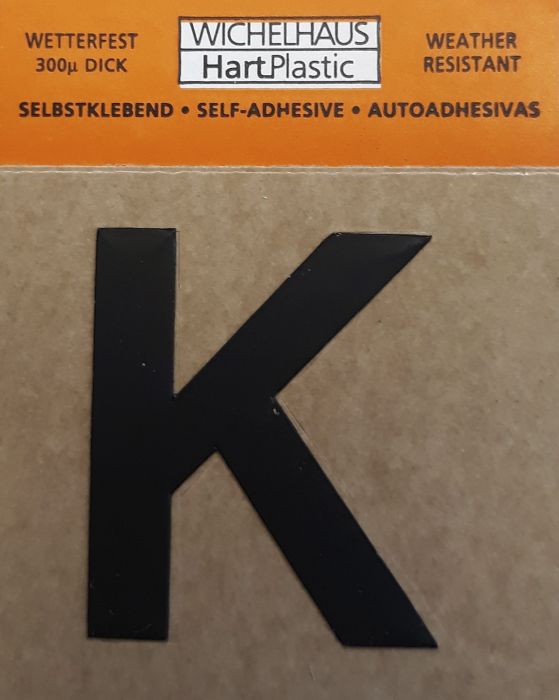 WETTERFEST
300µ DICK
WICHELHAUS
HartPlastic
WEATHER
RESISTANT
SELBSTKLEBEND • SELF-ADHESIVE • AUTOADHESIVAS
K